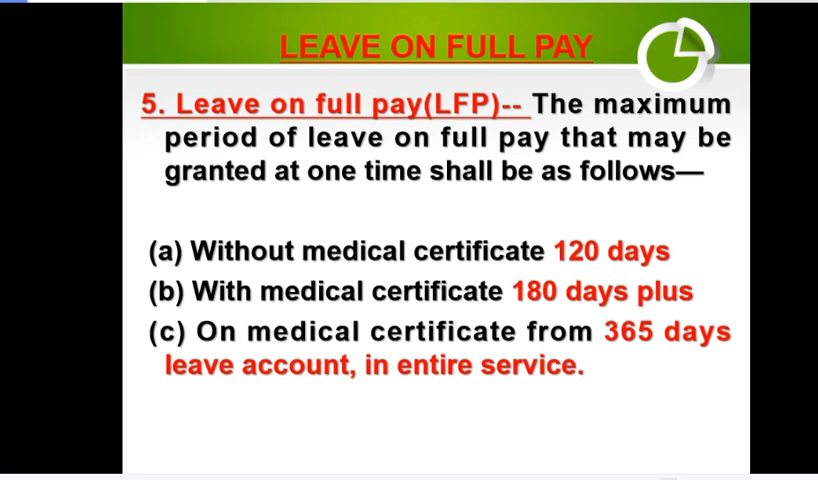 LEAVE ON FULL PAY
5. Leave on full pay(LFP)-- The maximum
period of leave on full pay that may be
granted at one time shall be as follows—
(a) Without medical certificate 120 days
(b) With medical certificate 180 days plus
(c) On medical certificate from 365 days
leave account, in entire service.